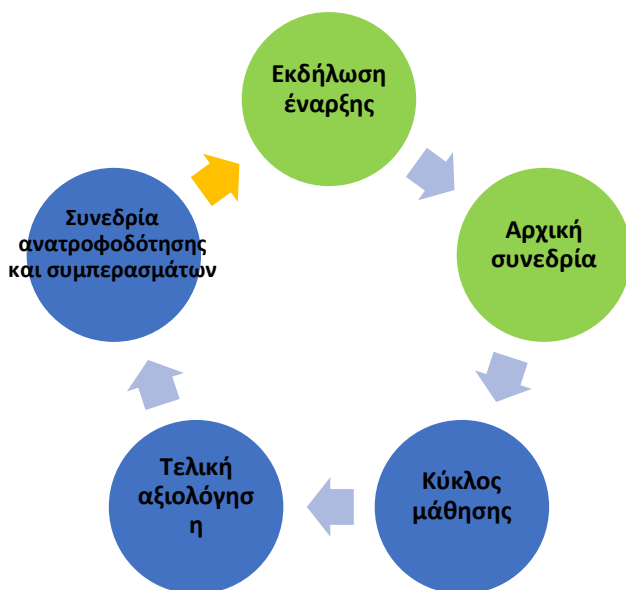 Εκδήλωση
έναρξης
Αρχική
συνεδρία
Κύκλος
μάθησης
Τελική
αξιολόγησ
η
Συνεδρία
ανατροφοδότησης
και συμπερασμάτων